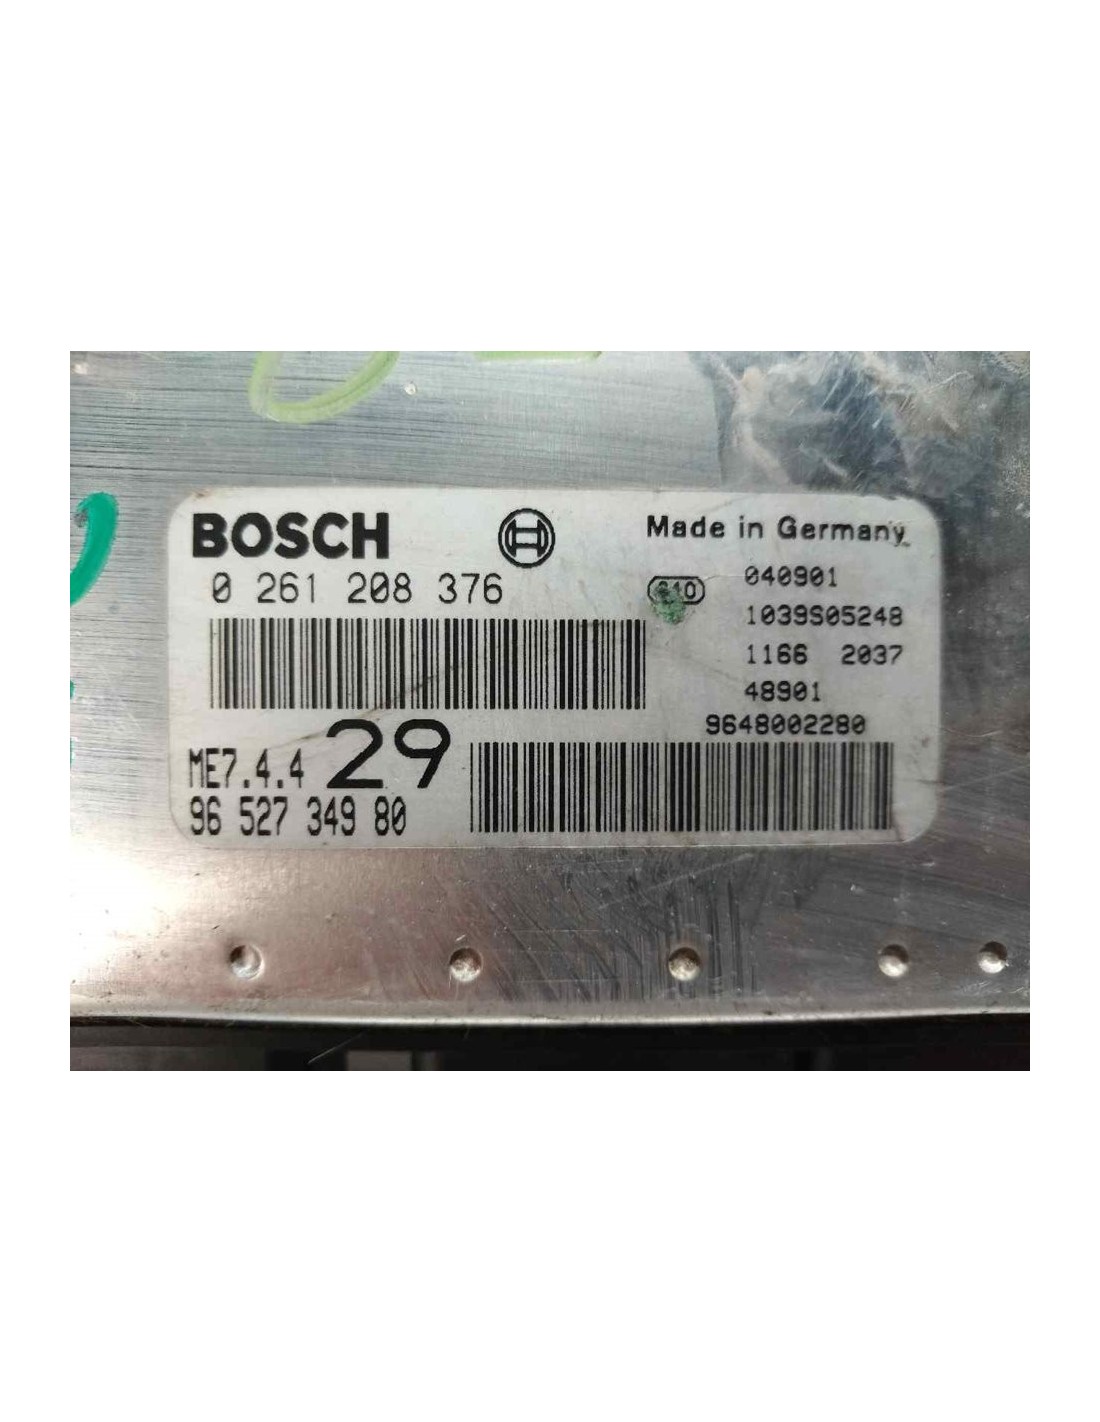 BOSCH
0 261 208 376
Made in Germany
040901
1039S05248
1166 2037
48901
9648002280
ME7.4.4 29
96 527 349 80